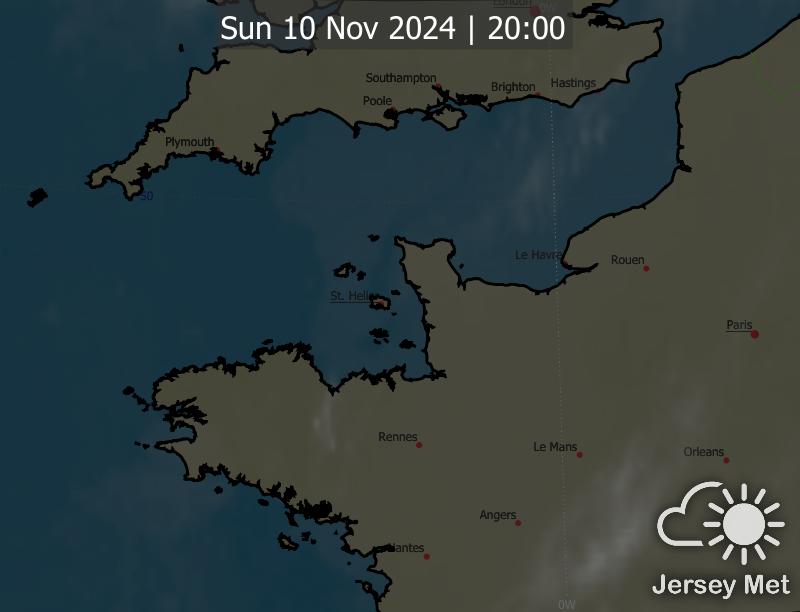 London
0W
Sun 10 Nov 2024 | 20:00
Southampton
Brighton
Hastings
Poole
Plymouth
50
Le Havre
Rouen
St. Helier
Paris
Rennes
Le Mans
Orleans
Angers
Nantes
Jersey Met
0W